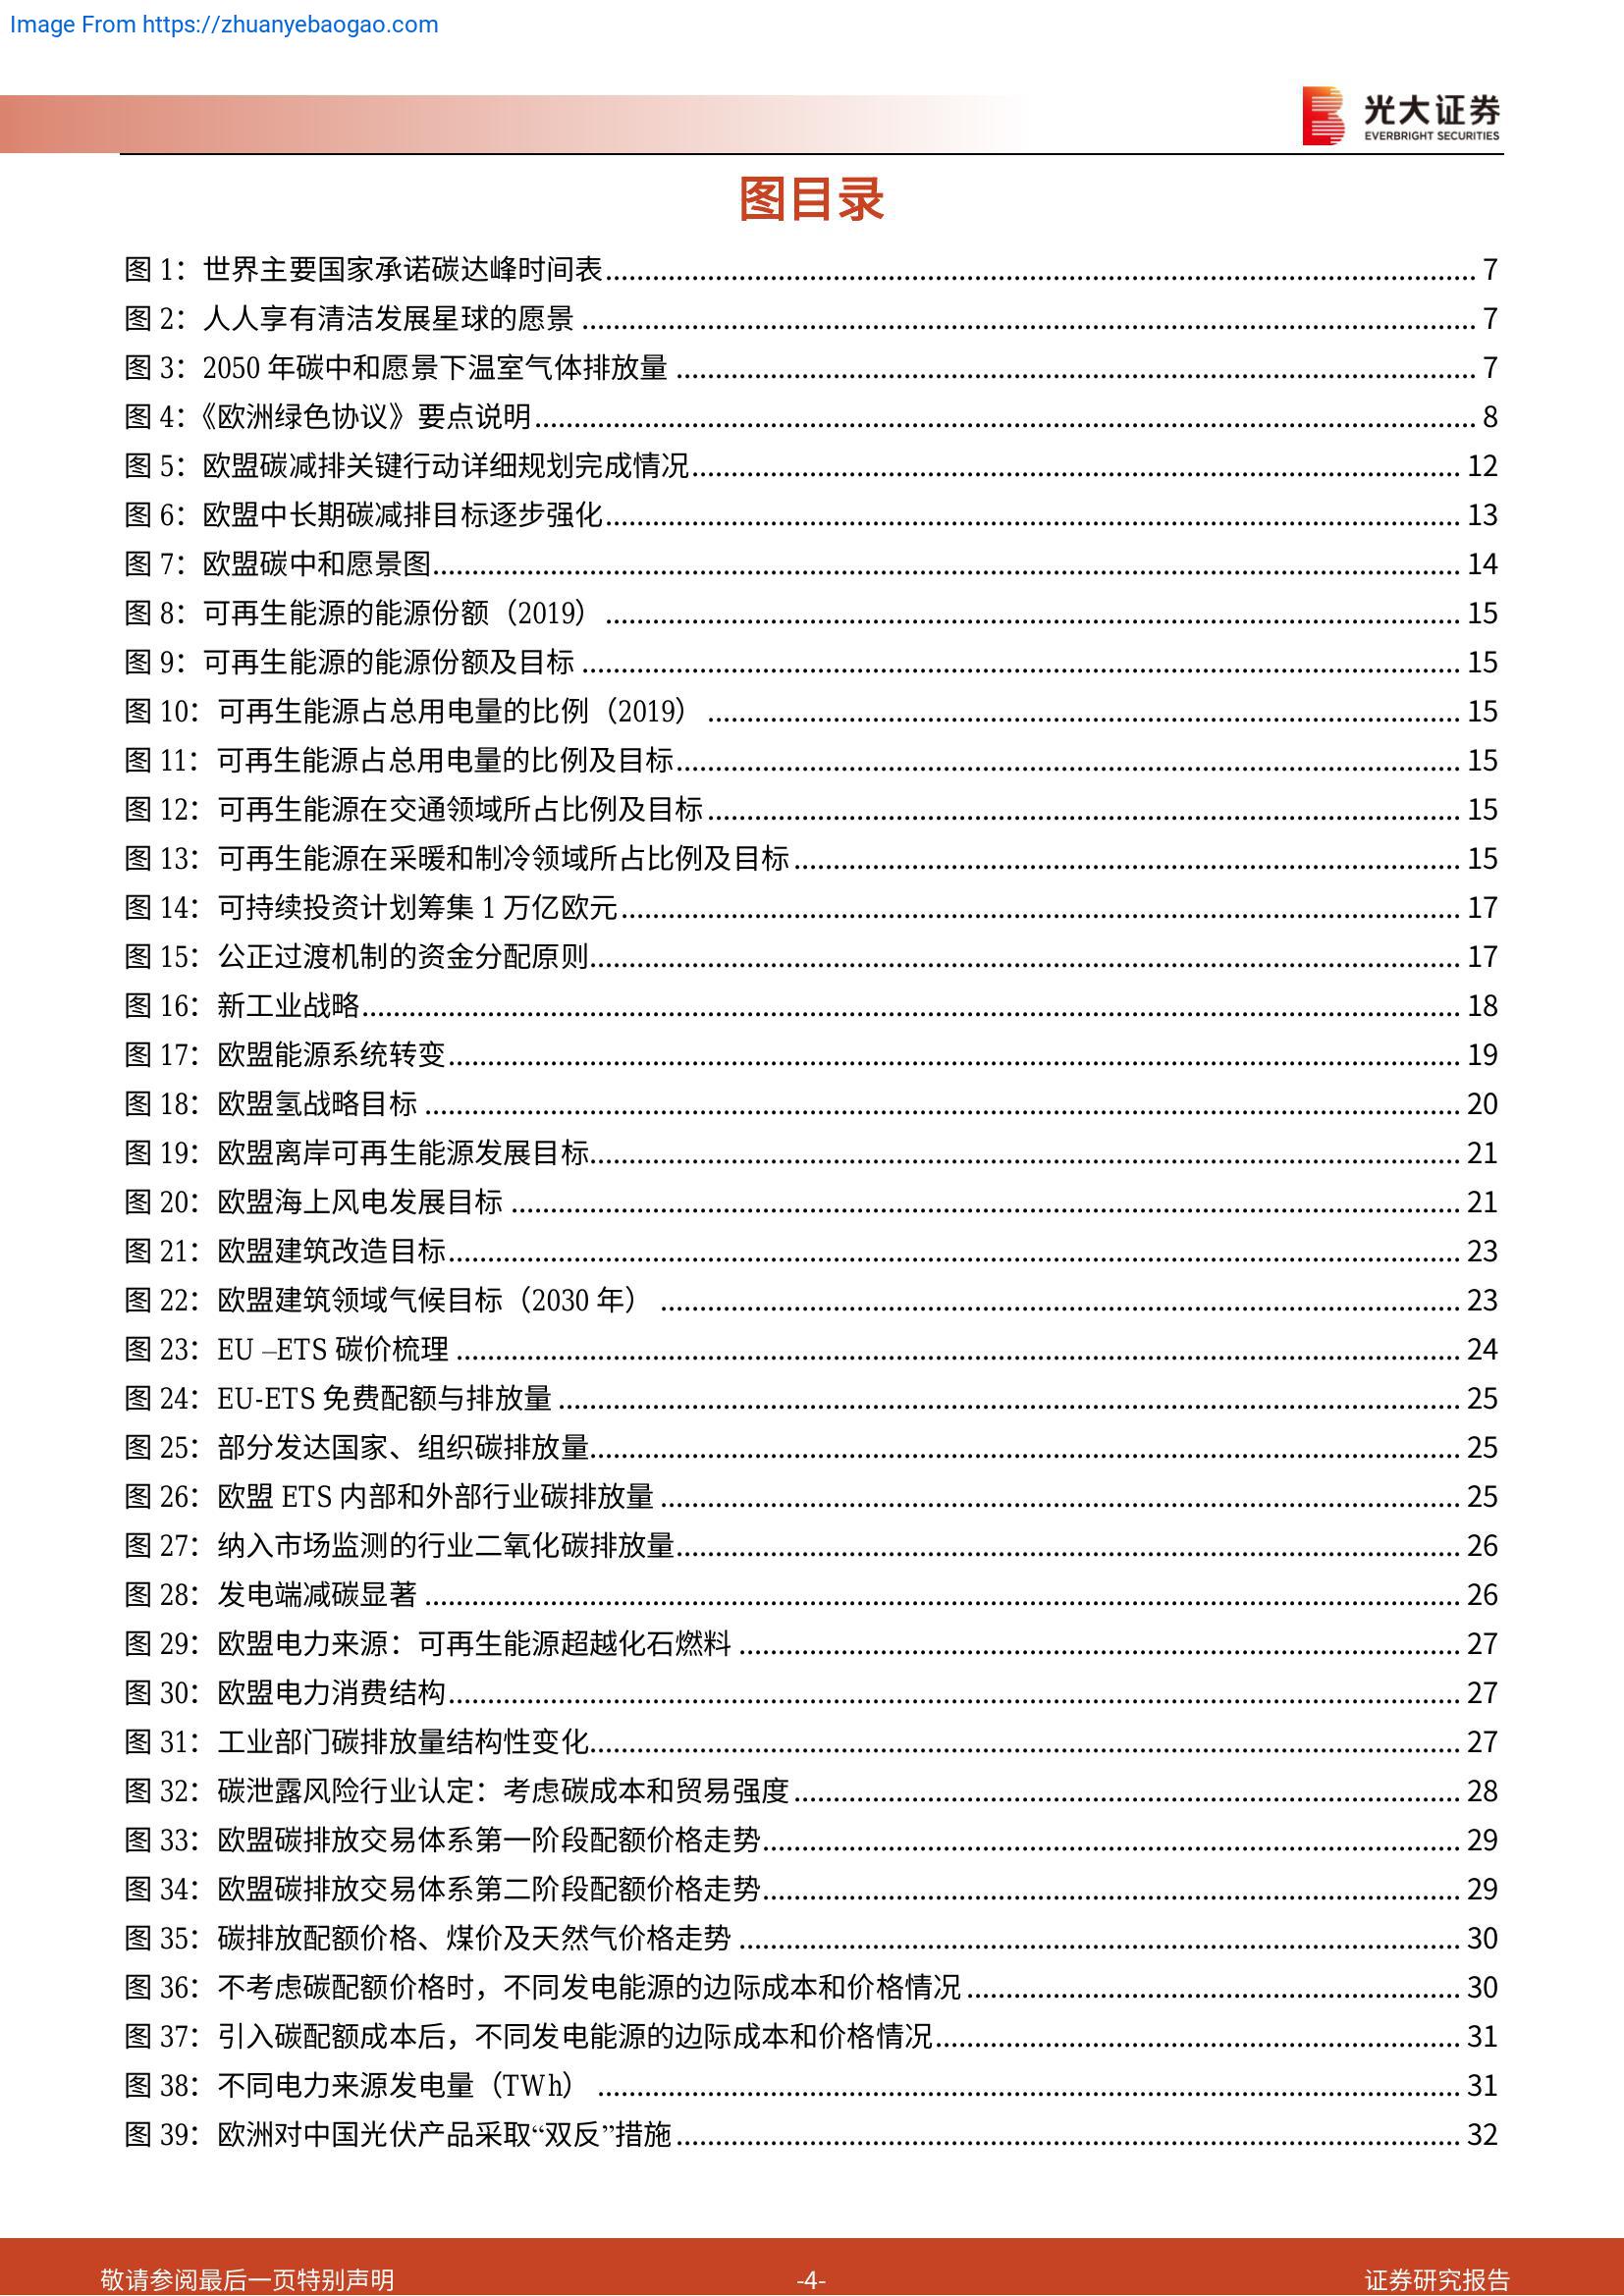 Image From https://zhuanyebaogao.com
光大证券
EVERBRIGHT SECURITIES
图目录
图 1：世界主要国家承诺碳达峰时间表 7
图 2：人人享有清洁发展星球的愿景 7
图 3：2050 年碳中和愿景下温室气体排放量 7
图 4：《欧洲绿色协议》要点说明 8
图 5：欧盟碳减排关键行动详细规划完成情况 12
图 6：欧盟中长期碳减排目标逐步强化 13
图 7：欧盟碳中和愿景图 14
图 8：可再生能源的能源份额（2019） 15
图 9：可再生能源的能源份额及目标 15
图 10：可再生能源占总用电量的比例（2019） 15
图 11：可再生能源占总用电量的比例及目标 15
图 12：可再生能源在交通领域所占比例及目标 15
图 13：可再生能源在采暖和制冷领域所占比例及目标 15
图 14：可持续投资计划筹集 1 万亿欧元 17
图 15：公正过渡机制的资金分配原则 17
图 16：新工业战略 18
图 17：欧盟能源系统转变 19
图 18：欧盟氢战略目标 20
图 19：欧盟离岸可再生能源发展目标 21
图 20：欧盟海上风电发展目标 21
图 21：欧盟建筑改造目标 23
图 22：欧盟建筑领域气候目标（2030 年） 23
图 23：EU –ETS 碳价梳理 24
图 24：EU-ETS 免费配额与排放量 25
图 25：部分发达国家、组织碳排放量 25
图 26：欧盟 ETS 内部和外部行业碳排放量 25
图 27：纳入市场监测的行业二氧化碳排放量 26
图 28：发电端减碳显著 26
图 29：欧盟电力来源：可再生能源超越化石燃料 27
图 30：欧盟电力消费结构 27
图 31：工业部门碳排放量结构性变化 27
图 32：碳泄露风险行业认定：考虑碳成本和贸易强度 28
图 33：欧盟碳排放交易体系第一阶段配额价格走势 29
图 34：欧盟碳排放交易体系第二阶段配额价格走势 29
图 35：碳排放配额价格、煤价及天然气价格走势 30
图 36：不考虑碳配额价格时，不同发电能源的边际成本和价格情况 30
图 37：引入碳配额成本后，不同发电能源的边际成本和价格情况 31
图 38：不同电力来源发电量（TWh） 31
图 39：欧洲对中国光伏产品采取“双反”措施 32
敬请参阅最后一页特别声明 -4- 证券研究报告